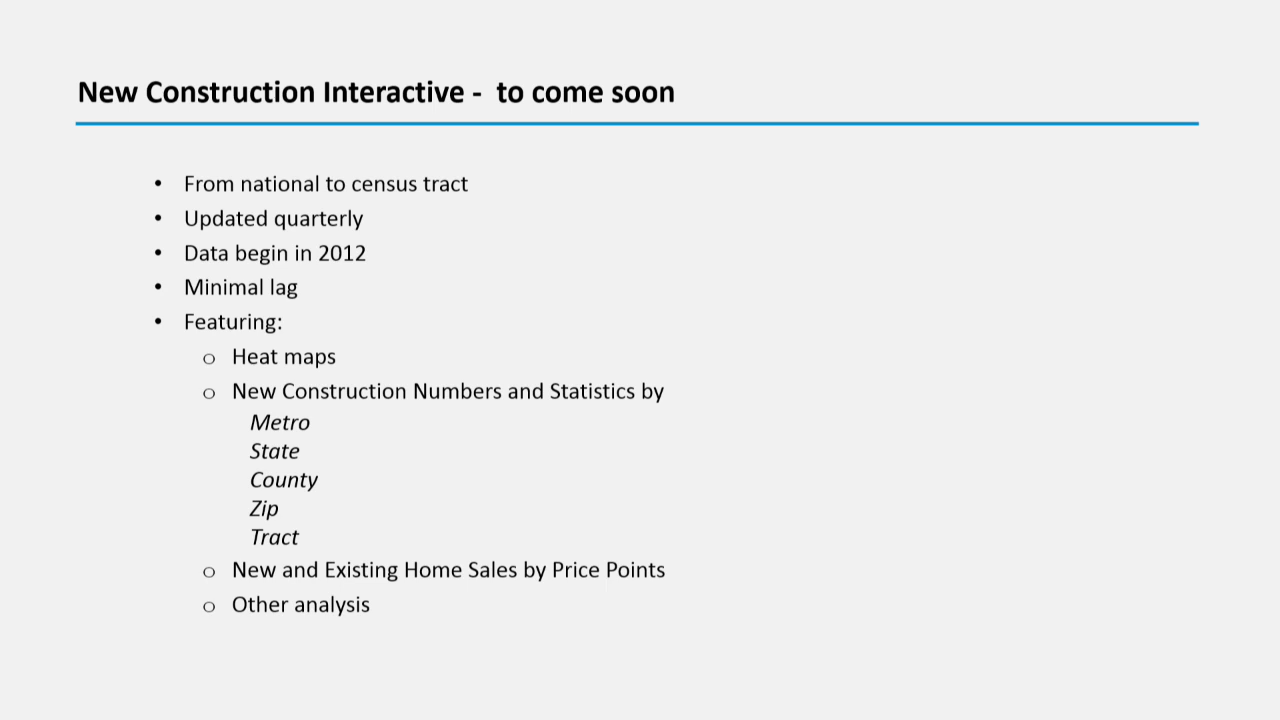 New Construction Interactive -  to come soon
• From national to census tract
• Updated quarterly
• Data begin in 2012
• Minimal lag
• Featuring:
o Heat maps
o New Construction Numbers and Statistics by
Metro
State
County
Zip
Tract
o New and Existing Home Sales by Price Points
o Other analysis